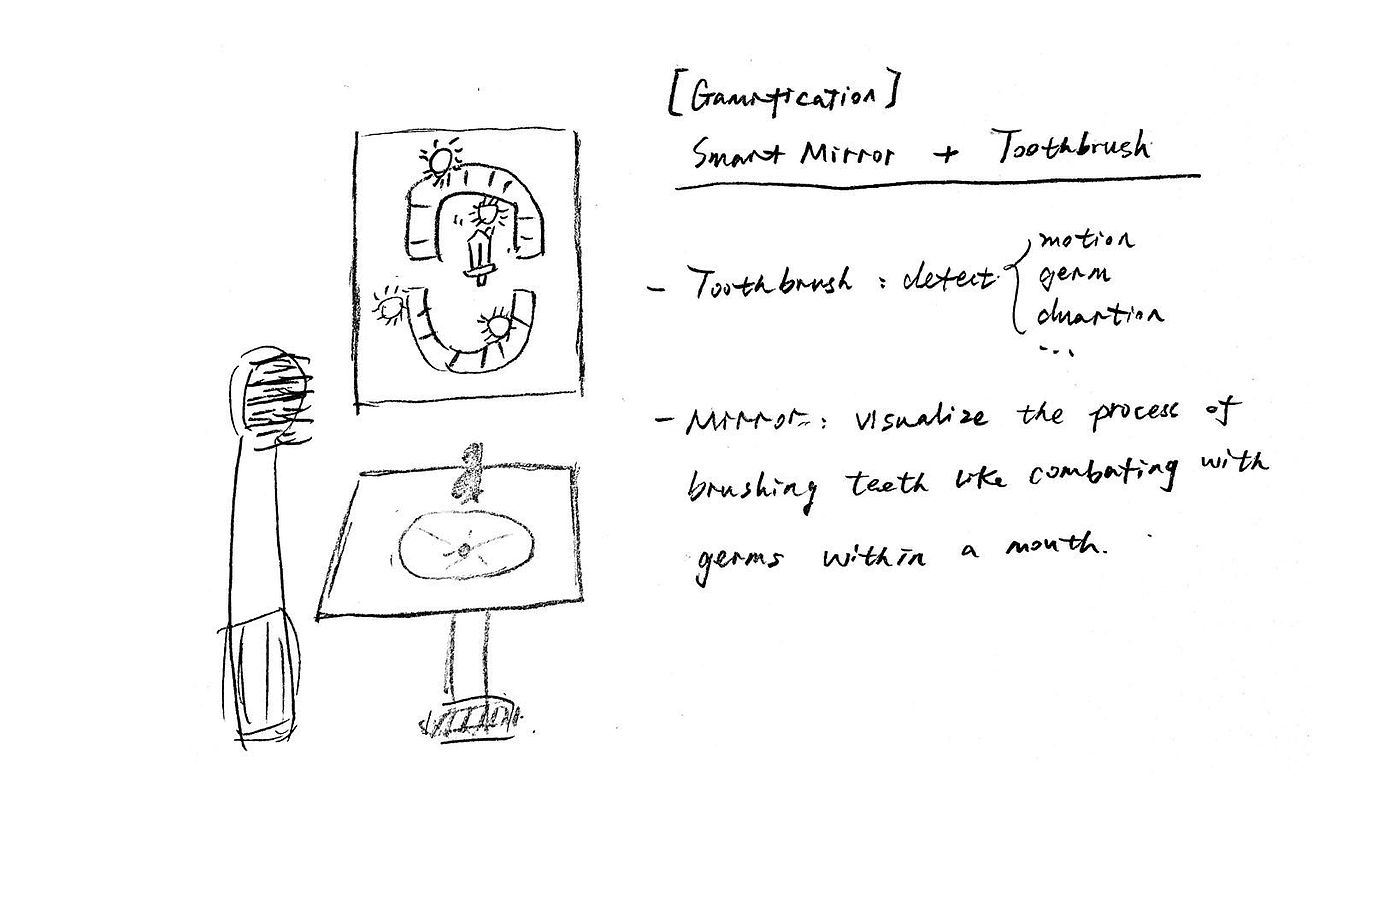 [Gamification]
Smart Mirror + Toothbrush
- Toothbrush : detect { motion
germ
duartion
...
- Mirror : visualize the process of
brushing teeth like combating with
germs within a mouth.